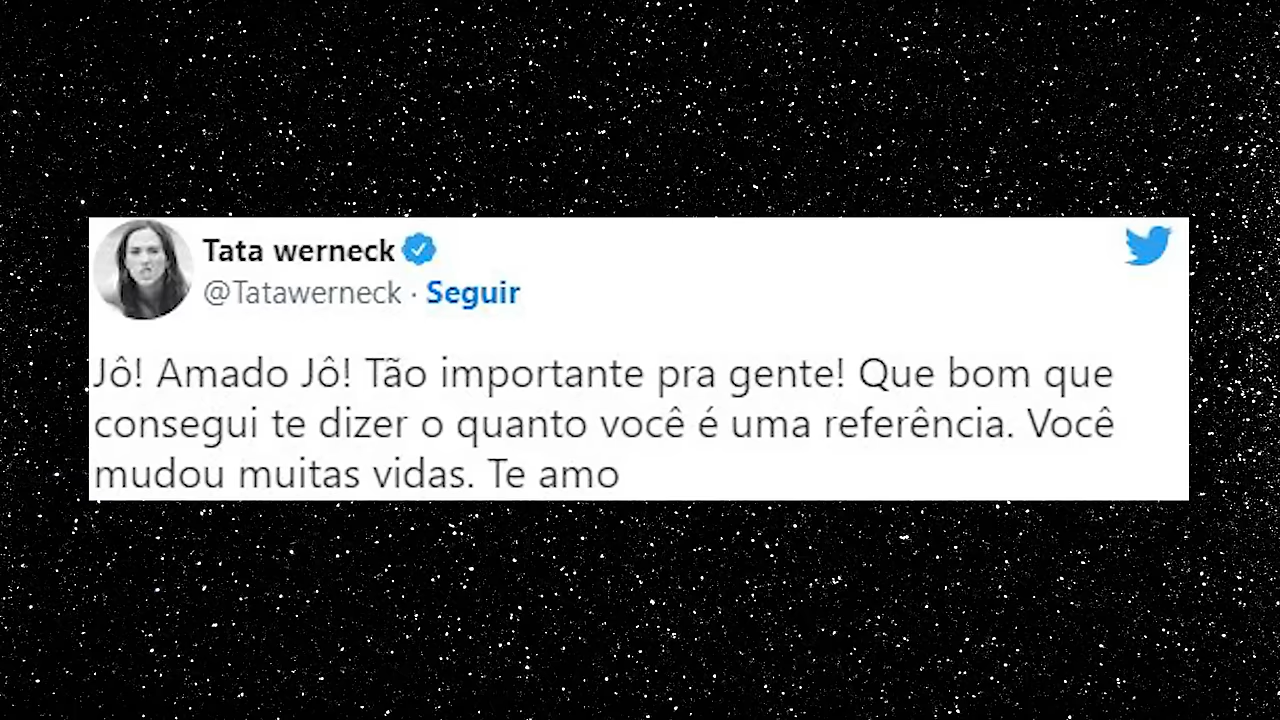 Tata werneck
@Tatawerneck · Seguir
Jô! Amado Jô! Tão importante pra gente! Que bom que
consegui te dizer o quanto você é uma referência. Você
mudou muitas vidas. Te amo